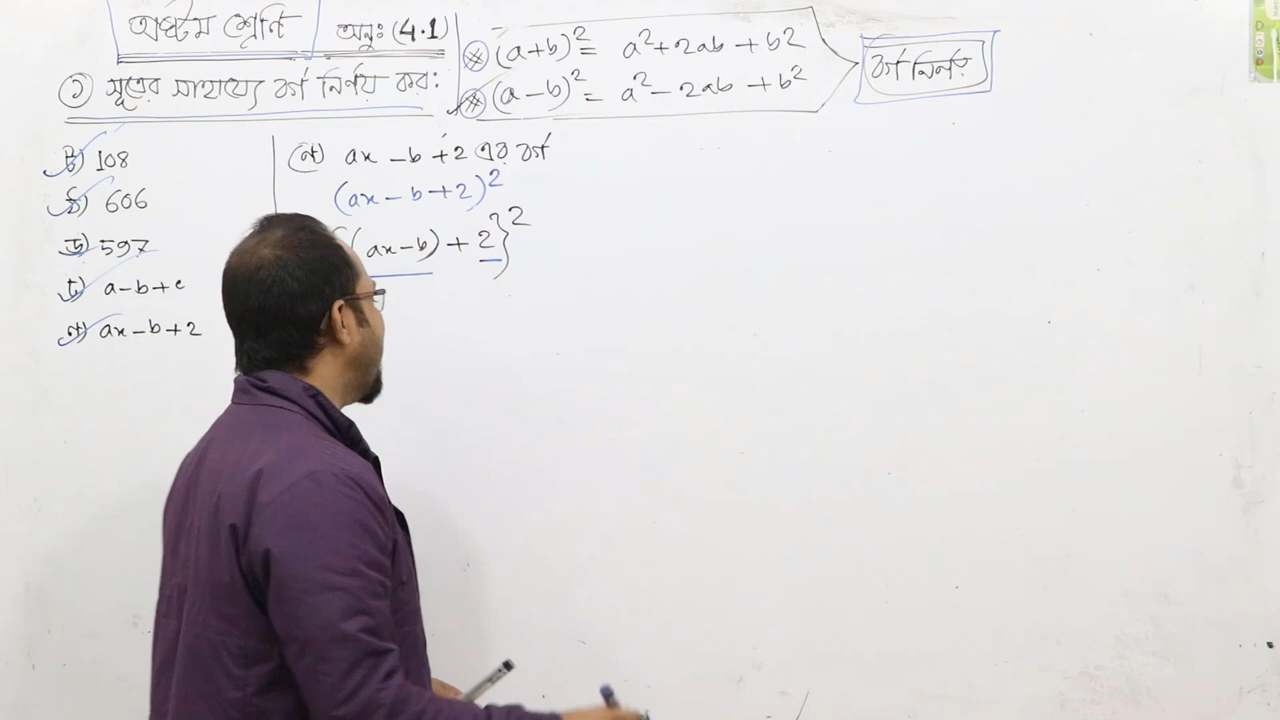 অষ্টম শ্রেণি অনুঃ (4.1)
১) সূত্রের সাহায্যে বর্গ নির্ণয় কর:
(a+b)² = a²+2ab+b2
(a-b)² = a²-2ab+b²
বর্গ নির্ণয়
ট) 108
ঠ) 606
ড) 597
ঢ) a-b+c
ণ) ax-b+2
(ণ) ax-b+2 এর বর্গ
(ax-b+2)²
(ax-b)+2}²